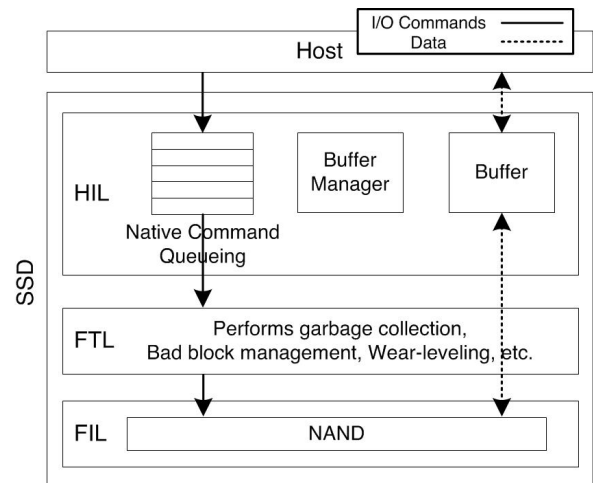 I/O Commands
Data
Host
SSD
HIL
Native Command
Queueing
Buffer
Manager
Buffer
FTL
Performs garbage collection,
Bad block management, Wear-leveling, etc.
FIL
NAND